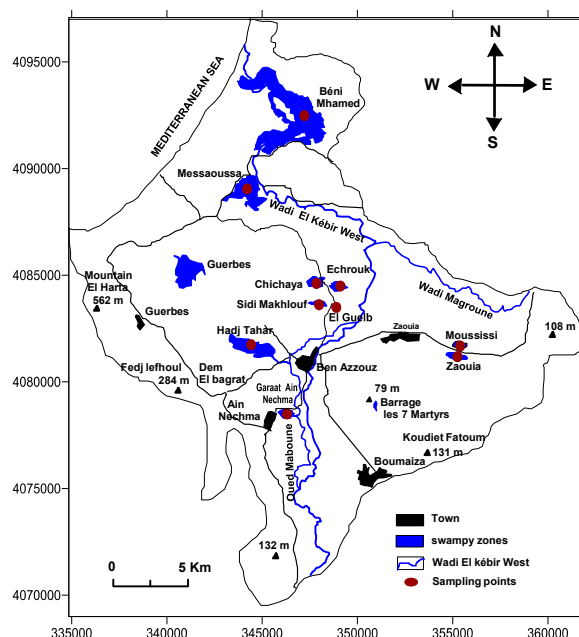 N
W E
S
4095000
4090000
4085000
4080000
4075000
4070000
335000 340000 345000 350000 355000 360000
MEDITERRANEAN SEA
Béni
Mhamed
Messaoussa
Wadi El Kébir West
Wadi Magroune
Guerbes
Mountain
El Harta
562 m
Guerbes
Echrouk
Chichaya
Sidi Makhlouf
El Guelb
Hadj Tahar
Zaouia
Moussissi
108 m
Zaouia
Fedj lefhoul
284 m
Dem
El bagrat
Ben Azzouz
Garaat Ain
Nechma
Ain
Nechma
79 m
Barrage
les 7 Martyrs
Oued Maboune
Koudiet Fatoum
131 m
Boumaiza
132 m
0 5 Km
Town
swampy zones
Wadi El kébir West
Sampling points